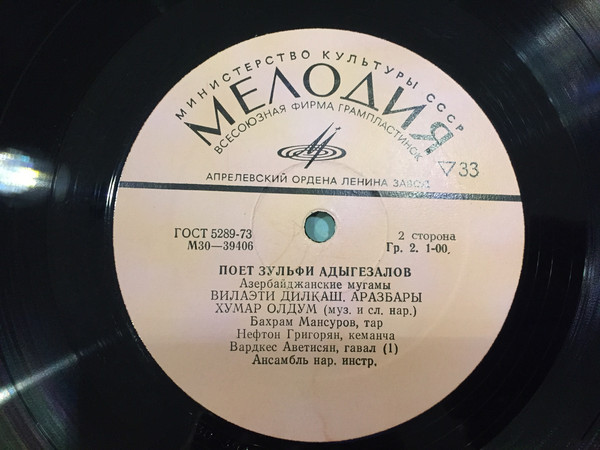 МИНИСТЕРСТВО КУЛЬТУРЫ СССР
МЕЛОДИЯ
ВСЕСОЮЗНАЯ ФИРМА ГРАМПЛАСТИНОК
33
АПРЕЛЕВСКИЙ ОРДЕНА ЛЕНИНА ЗАВОД
ГОСТ 5289-73
М30—39406
2 сторона
Гр. 2. 1-00.
ПОЕТ ЗУЛЬФИ АДЫГЕЗАЛОВ
Азербайджанские мугамы
ВИЛАЭТИ ДИЛКАШ. АРАЗБАРЫ
ХУМАР ОЛДУМ (муз. и сл. нар.)
Бахрам Мансуров, тар
Нефтон Григорян, кеманча
Вардкес Аветисян, гавал (1)
Ансамбль нар. инстр.